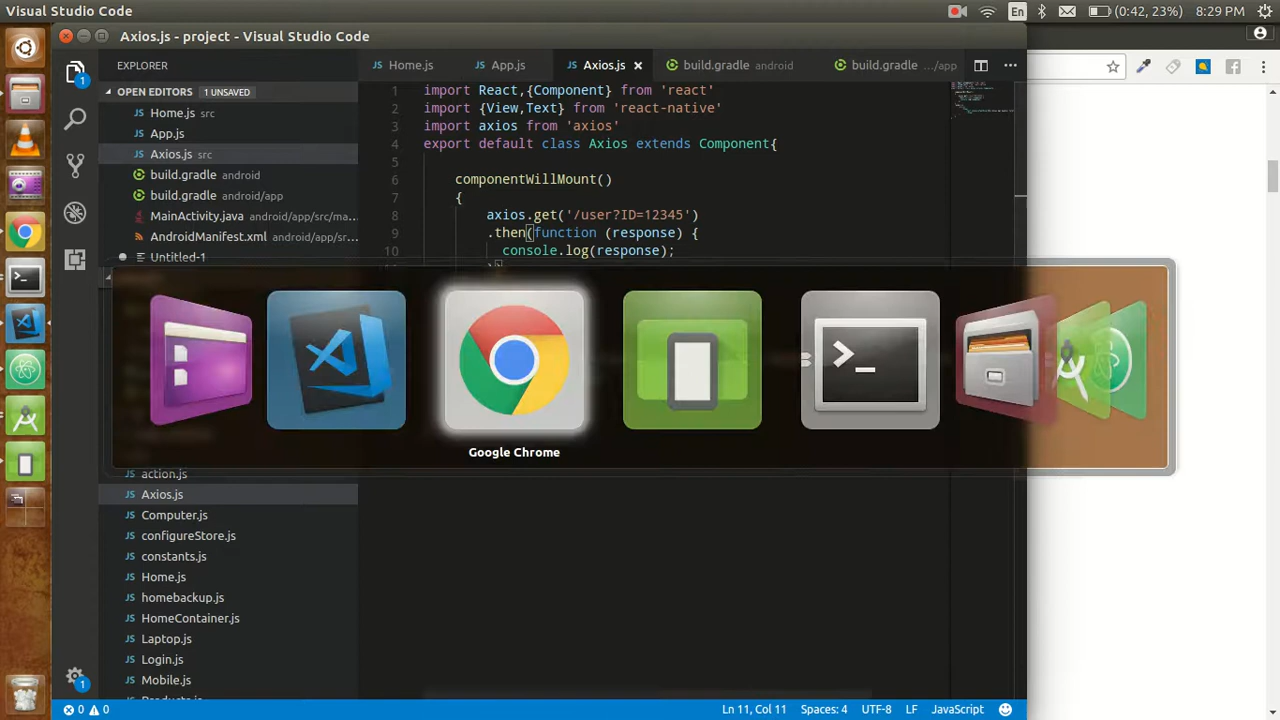 Visual Studio Code
En
(0:42, 23%)
8:29 PM
Axios.js - project - Visual Studio Code
EXPLORER
Home.js
App.js
Axios.js
build.gradle android
build.gradle .../app
OPEN EDITORS 1 UNSAVED
Home.js src
App.js
Axios.js src
build.gradle android
build.gradle android/app
MainActivity.java android/app/src/ma...
AndroidManifest.xml android/app/sr...
Untitled-1
1 import React,{Component} from 'react'
2 import {View,Text} from 'react-native'
3 import axios from 'axios'
4 export default class Axios extends Component{
5
6 componentWillMount()
7 {
8 axios.get('/user?ID=12345')
9 .then(function (response) {
10 console.log(response);
Google Chrome
action.js
JS Axios.js
JS Computer.js
JS configureStore.js
JS constants.js
JS Home.js
JS homebackup.js
JS HomeContainer.js
JS Laptop.js
JS Login.js
JS Mobile.js
JS Products.js
1
1
0 0
Ln 11, Col 11
Spaces: 4
UTF-8
LF
JavaScript